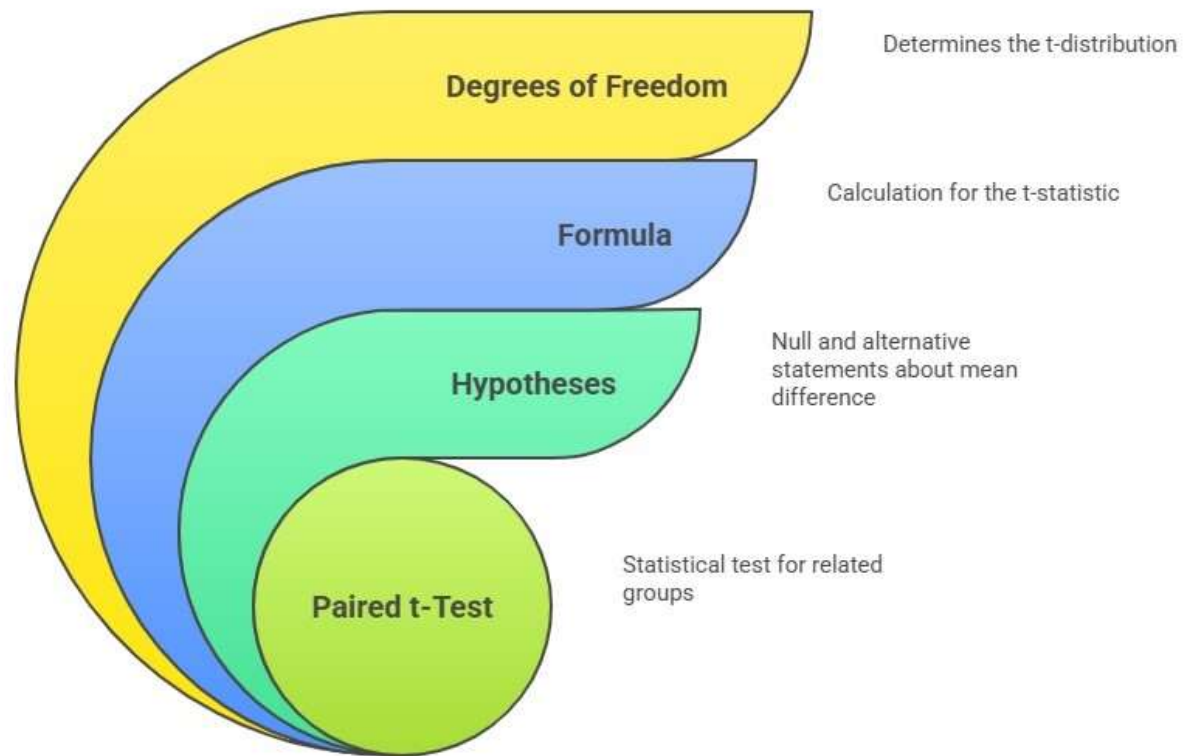 Degrees of Freedom
Determines the t-distribution
Formula
Calculation for the t-statistic
Hypotheses
Null and alternative
statements about mean
difference
Paired t-Test
Statistical test for related
groups